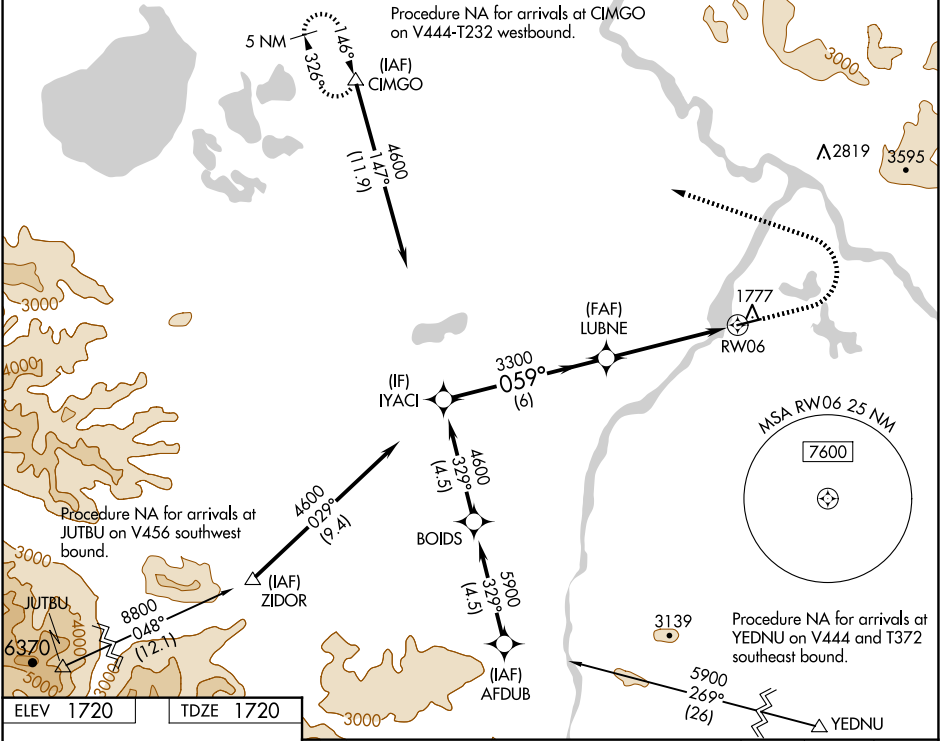 Procedure NA for arrivals at CIMGO
on V444-T232 westbound.
5 NM
146°
326°
(IAF)
CIMGO
3000
4600
147°
(11.9)
2819
3595
3000
4000
1777
(FAF)
LUBNE
RW06
3300
059°
(6)
(IF)
IYACI
MSA RW06 25 NM
7600
4600
329°
(4.5)
4600
029°
(9.4)
Procedure NA for arrivals at
JUTBU on V456 southwest
bound.
BOIDS
3000
(IAF)
ZIDOR
5900
329°
(4.5)
JUTBU
8800
048°
(12.1)
4000
6370
5000
3000
3139
Procedure NA for arrivals at
YEDNU on V444 and T372
southeast bound.
(IAF)
AFDUB
5900
269°
(26)
YEDNU
3000
ELEV 1720
TDZE 1720